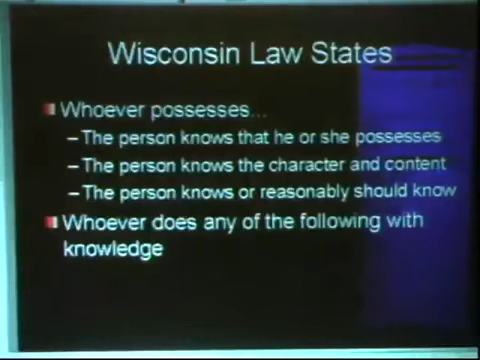 Wisconsin Law States
Whoever possesses...
– The person knows that he or she possesses
– The person knows the character and content
– The person knows or reasonably should know
Whoever does any of the following with
knowledge